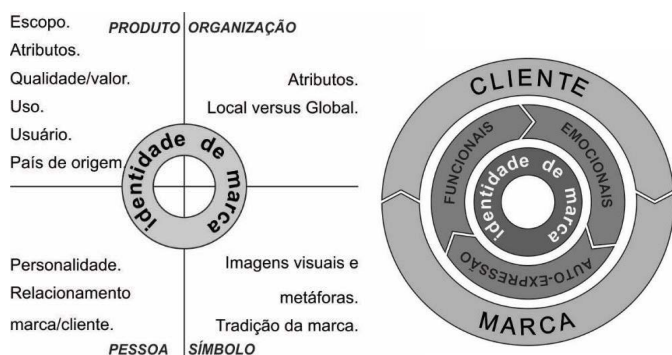 Escopo.
PRODUTO
ORGANIZAÇÃO
Atributos.
Qualidade/valor.
Uso.
Usuário.
País de origem.
Atributos.
Local versus Global.
identidade de marca
Personalidade.
Relacionamento
marca/cliente.
PESSOA
Imagens visuais e
metáforas.
Tradição da marca.
SÍMBOLO
CLIENTE
FUNCIONAIS
EMOCIONAIS
identidade de marca
AUTO-EXPRESSÃO
MARCA